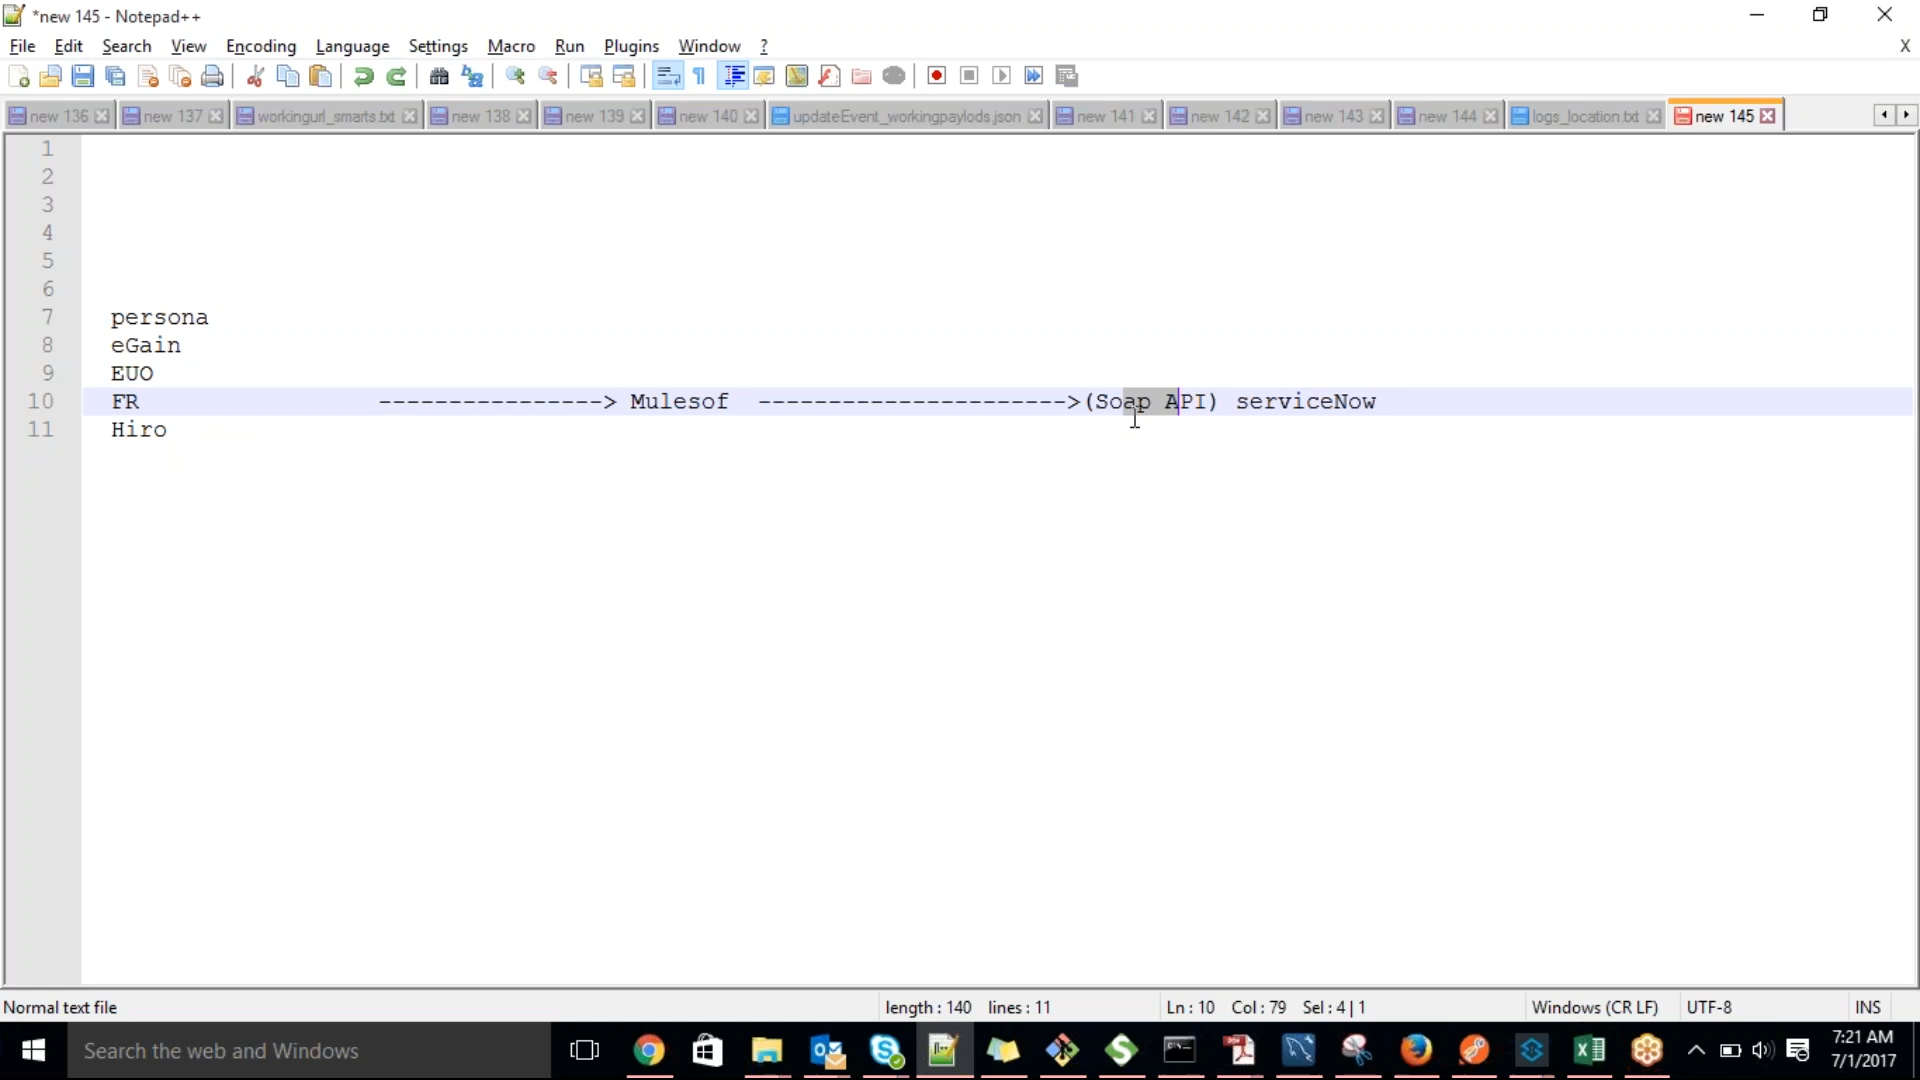 *new 145 - Notepad++
File Edit Search View Encoding Language Settings Macro Run Plugins Window ? X
new 136 new 137 workingurl_smarts.txt new 138 new 139 new 140 updateEvent_workingpaylods.json new 141 new 142 new 143 new 144 logs_location.txt new 145
1
2
3
4
5
6
7 persona
8 eGain
9 EUO
10 FR ----------------> Mulesof ---------------------->(Soap API) serviceNow
11 Hiro
Normal text file length : 140 lines : 11 Ln : 10 Col : 79 Sel : 4 | 1 Windows (CR LF) UTF-8 INS
Search the web and Windows
7:21 AM
7/1/2017